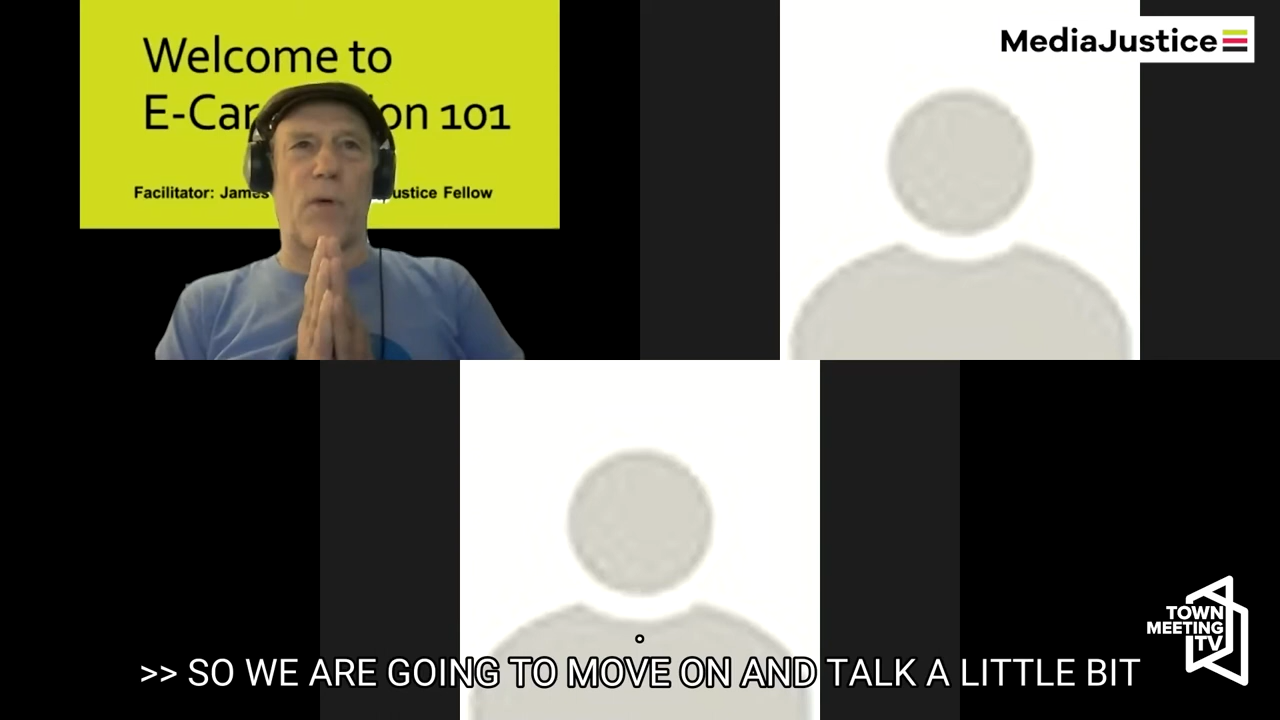 Welcome to
E-Car on 101
Facilitator: James ustice Fellow
MediaJustice
TOWN
MEETING
TV
>> SO WE ARE GOING TO MOVE ON AND TALK A LITTLE BIT